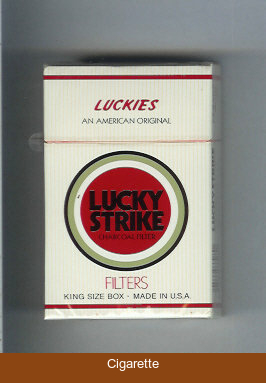 LUCKIES
AN AMERICAN ORIGINAL
LUCKY
STRIKE
CHARCOAL FILTER
FILTERS
KING SIZE BOX - MADE IN U.S.A
Cigarette